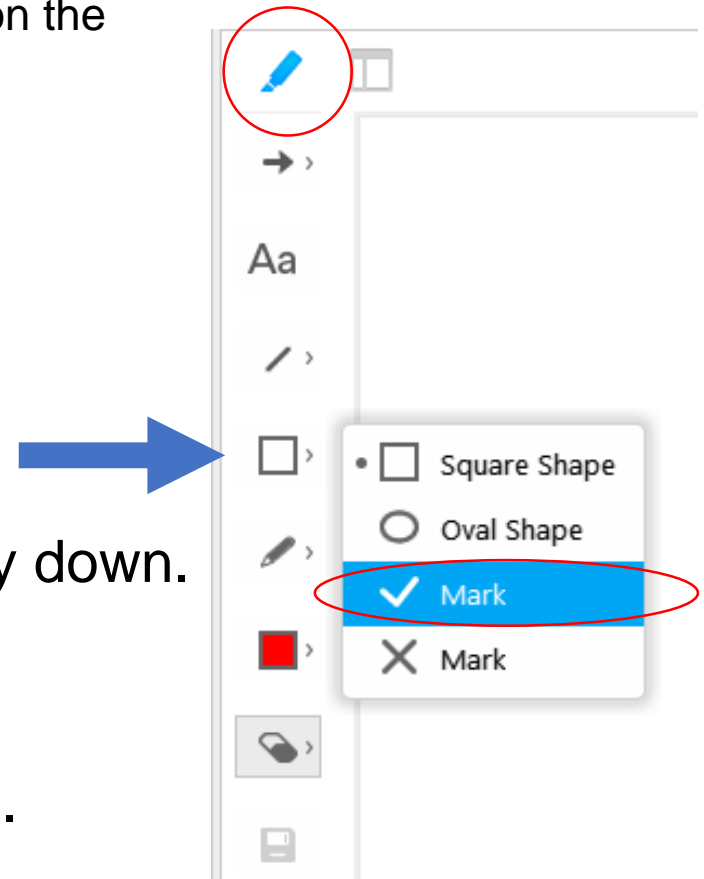 on the
Aa
Square Shape
Oval Shape
y down.
Mark
Mark
.